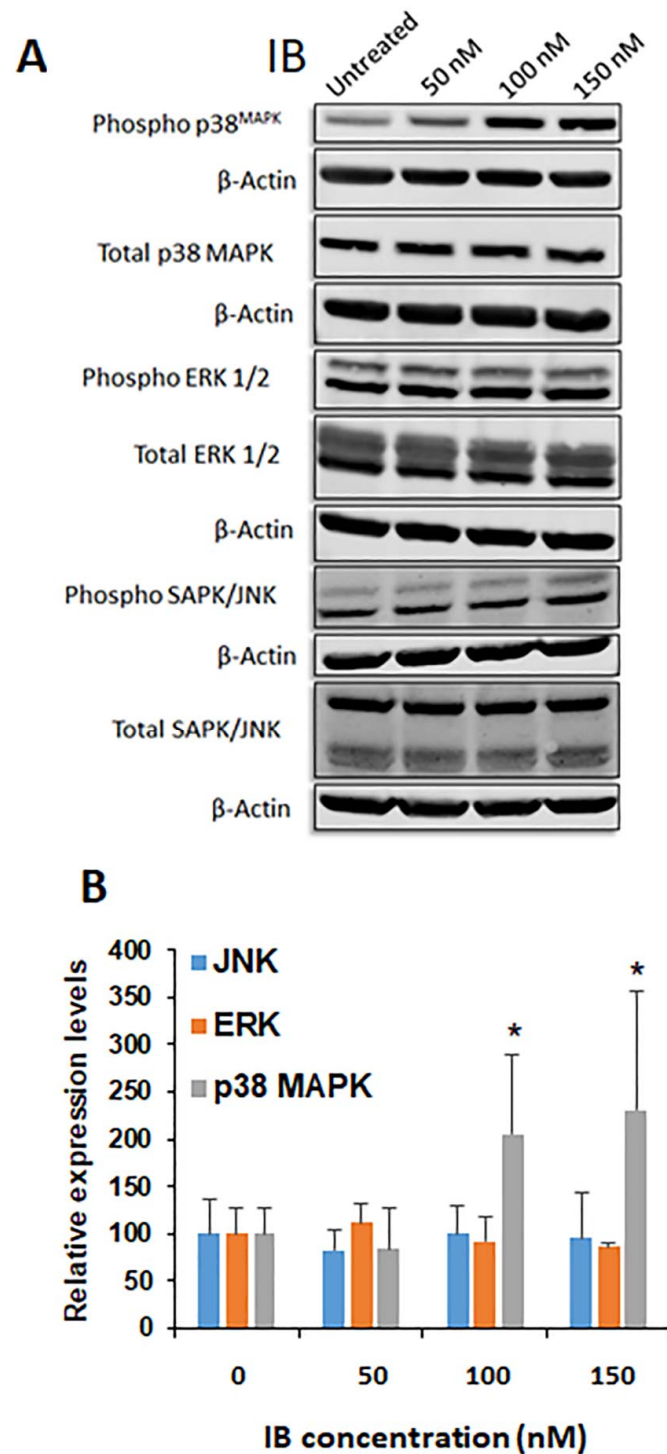 A
IB
Untreated
50 nM
100 nM
150 nM
Phospho p38MAPK
β-Actin
Total p38 MAPK
β-Actin
Phospho ERK 1/2
Total ERK 1/2
β-Actin
Phospho SAPK/JNK
β-Actin
Total SAPK/JNK
β-Actin
B
Relative expression levels
400
350
300
250
200
150
100
50
0
JNK
ERK
p38 MAPK
*
*
0 50 100 150
IB concentration (nM)